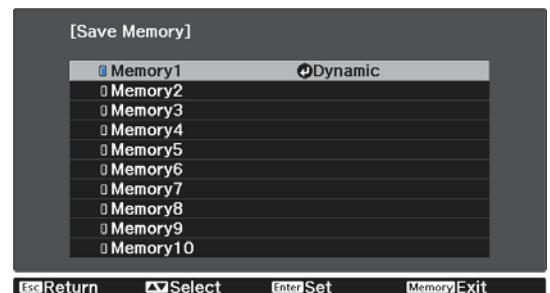 [Save Memory]
Memory1 Dynamic
Memory2
Memory3
Memory4
Memory5
Memory6
Memory7
Memory8
Memory9
Memory10
Esc Return Select Enter Set Memory Exit